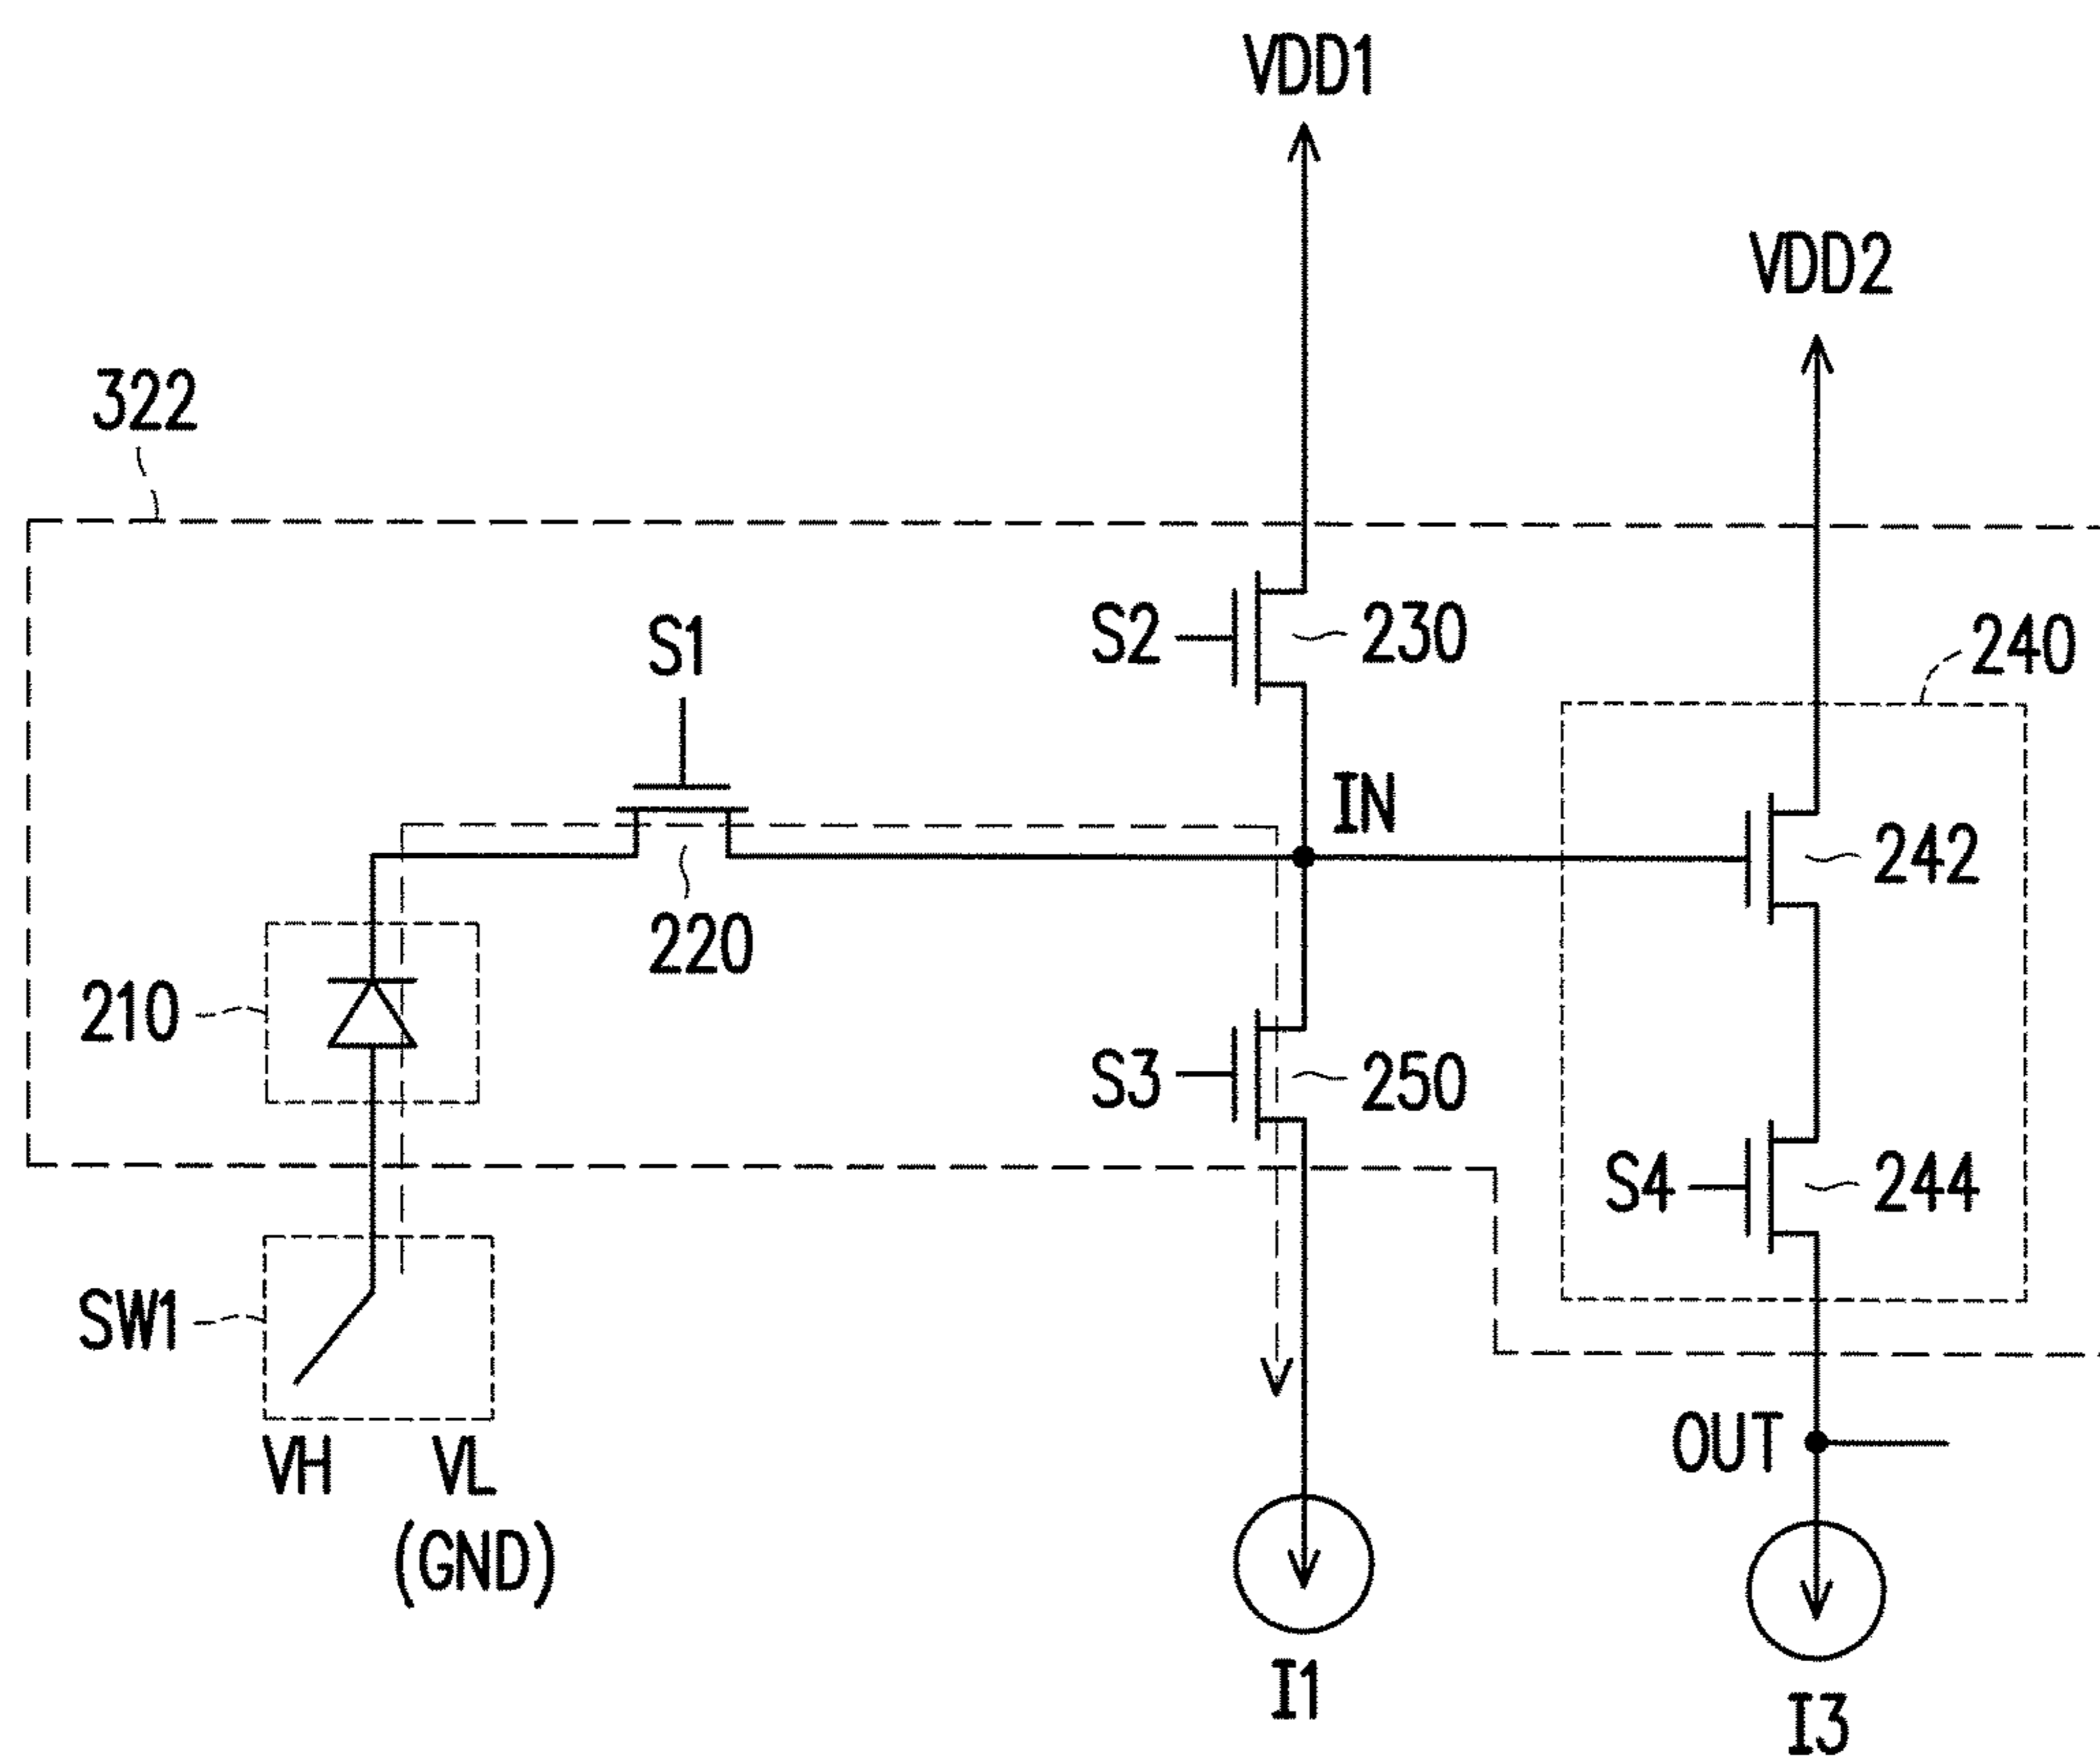 VDD1
VDD2
322
S1
S2
230
240
IN
242
220
210
S3
250
S4
244
SW1
VH
VL
(GND)
OUT
I1
I3